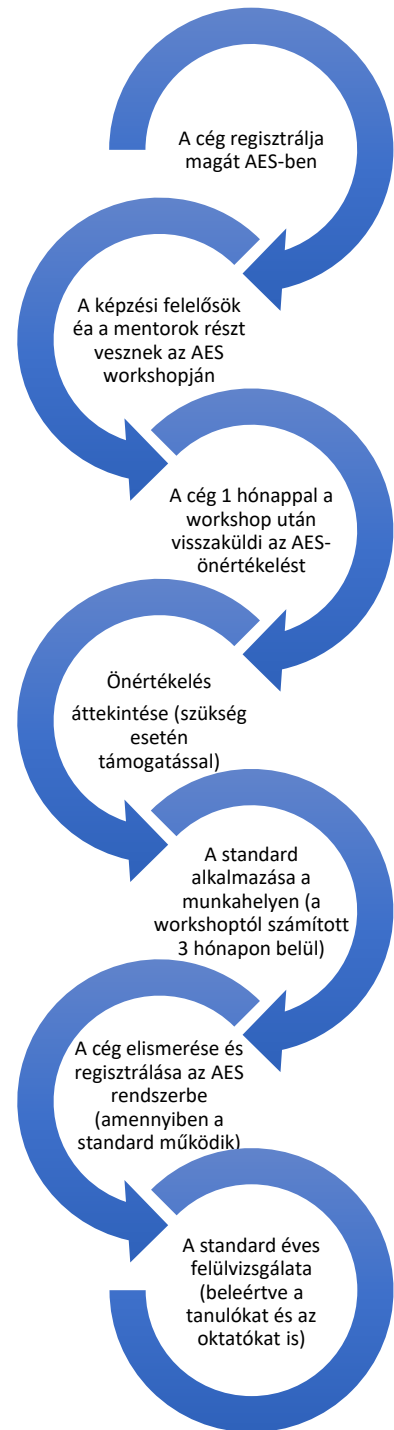 A cég regisztrálja
magát AES-ben
A képzési felelősök
éa a mentorok részt
vesznek az AES
workshopján
A cég 1 hónappal a
workshop után
visszaküldi az AES-
önértékelést
Önértékelés
áttekintése (szükség
esetén
támogatással)
A standard
alkalmazása a
munkahelyen (a
workshoptól számított
3 hónapon belül)
A cég elismerése és
regisztrálása az AES
rendszerbe
(amennyiben a
standard működik)
A standard éves
felülvizsgálata
(beleértve a
tanulókat és az
oktatókat is)